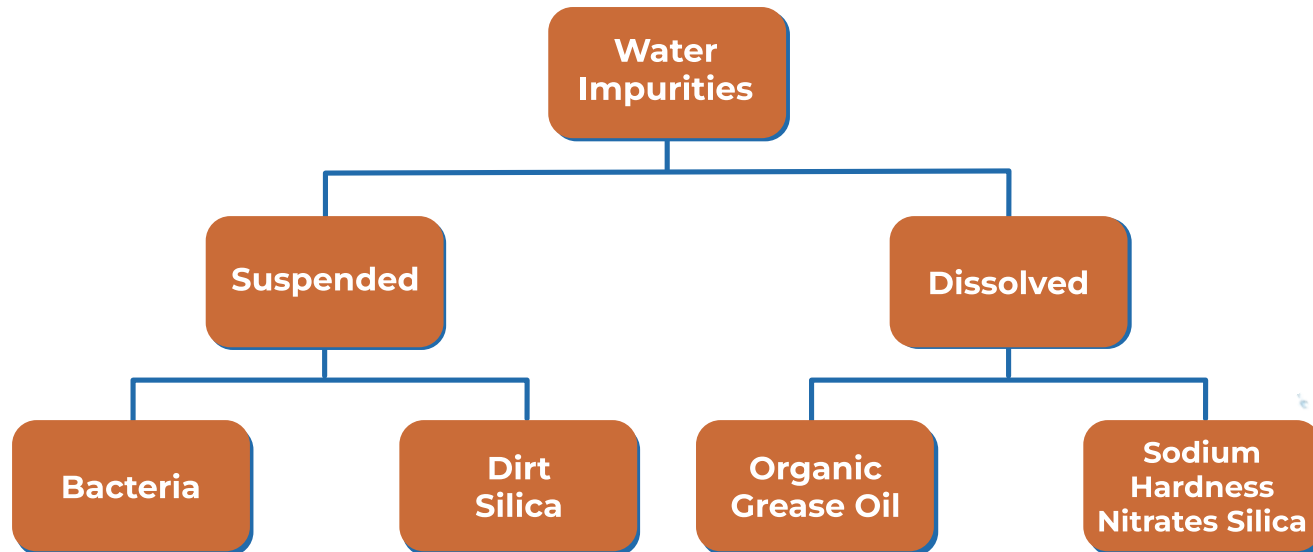 Water
Impurities
Suspended
Dissolved
Bacteria
Dirt
Silica
Organic
Grease Oil
Sodium
Hardness
Nitrates Silica